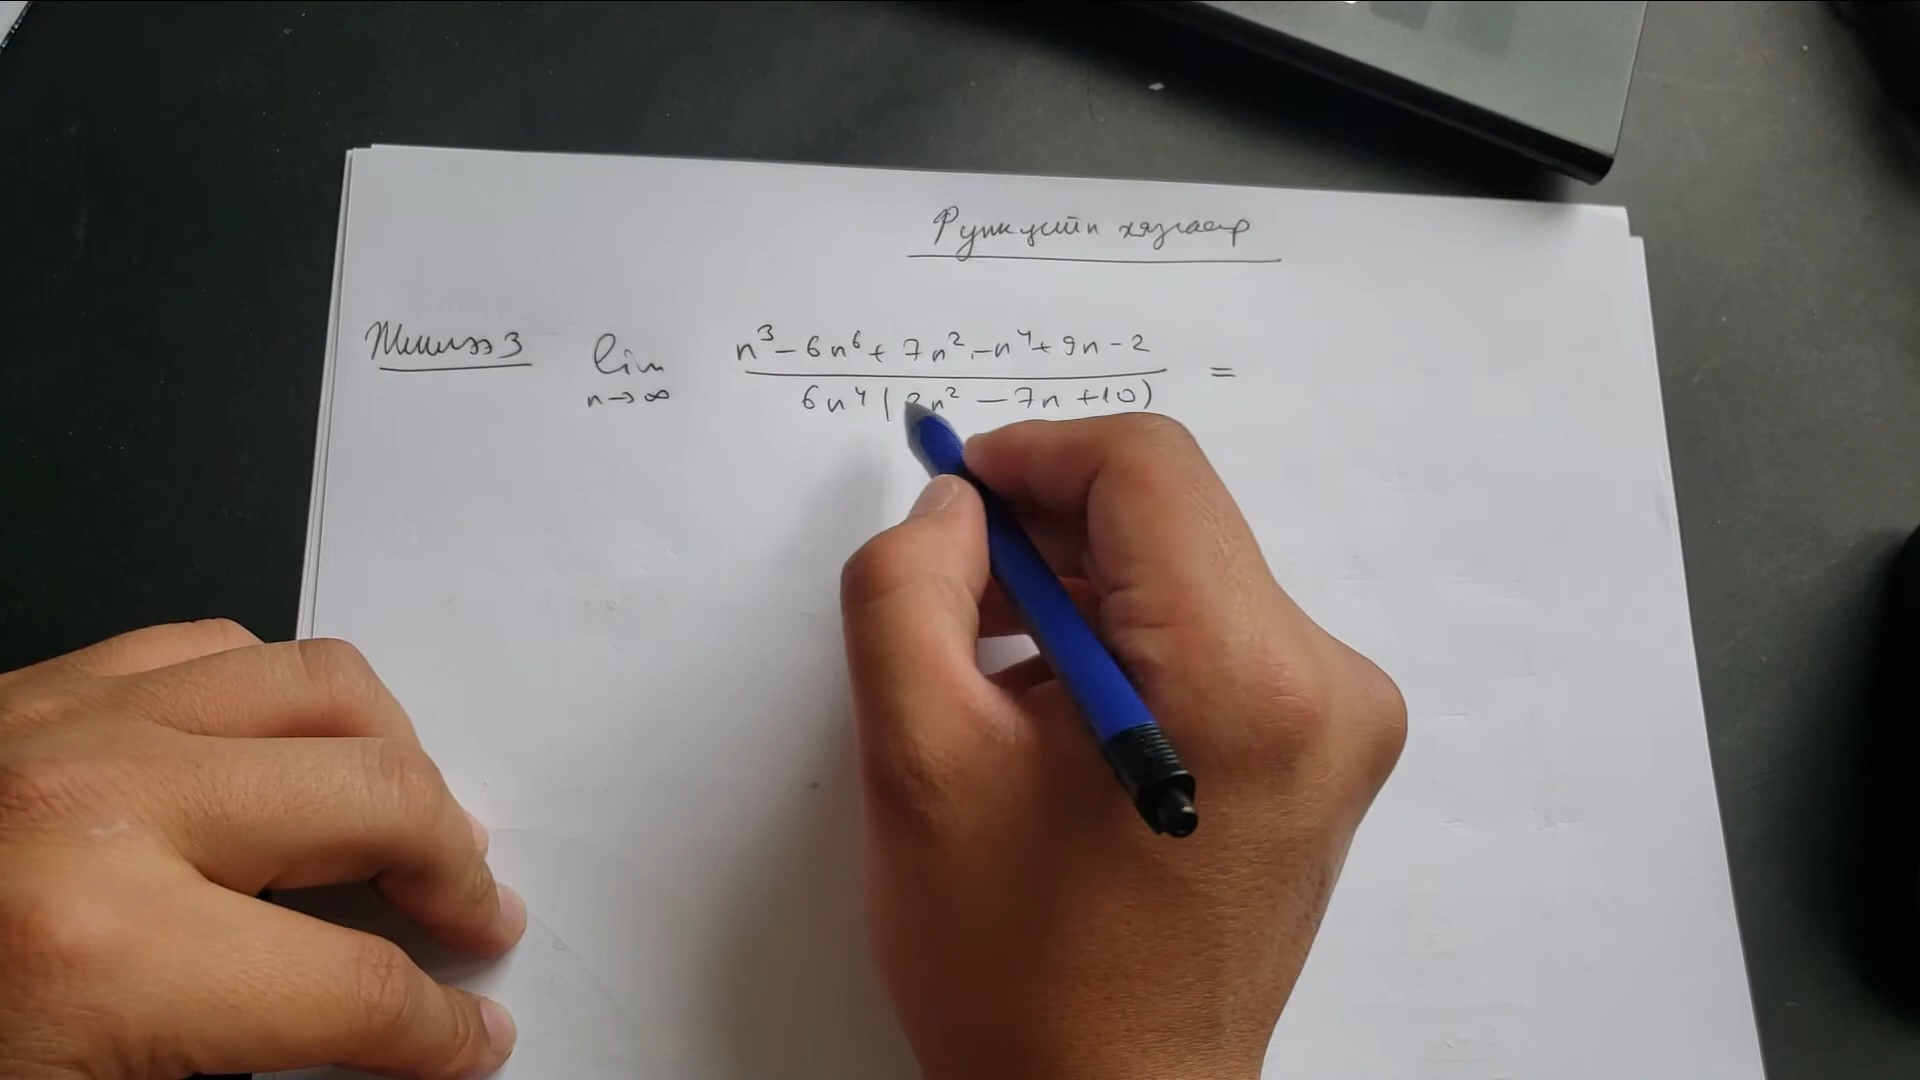 Функцийн хязгаар
Жишээ 3 lim n→∞ (n³ - 6n⁶ + 7n² - n⁴ + 9n - 2) / (6n⁴(2n² - 7n + 10)) =